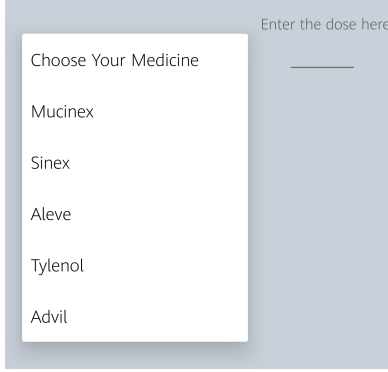 Enter the dose here
Choose Your Medicine
Mucinex
Sinex
Aleve
Tylenol
Advil